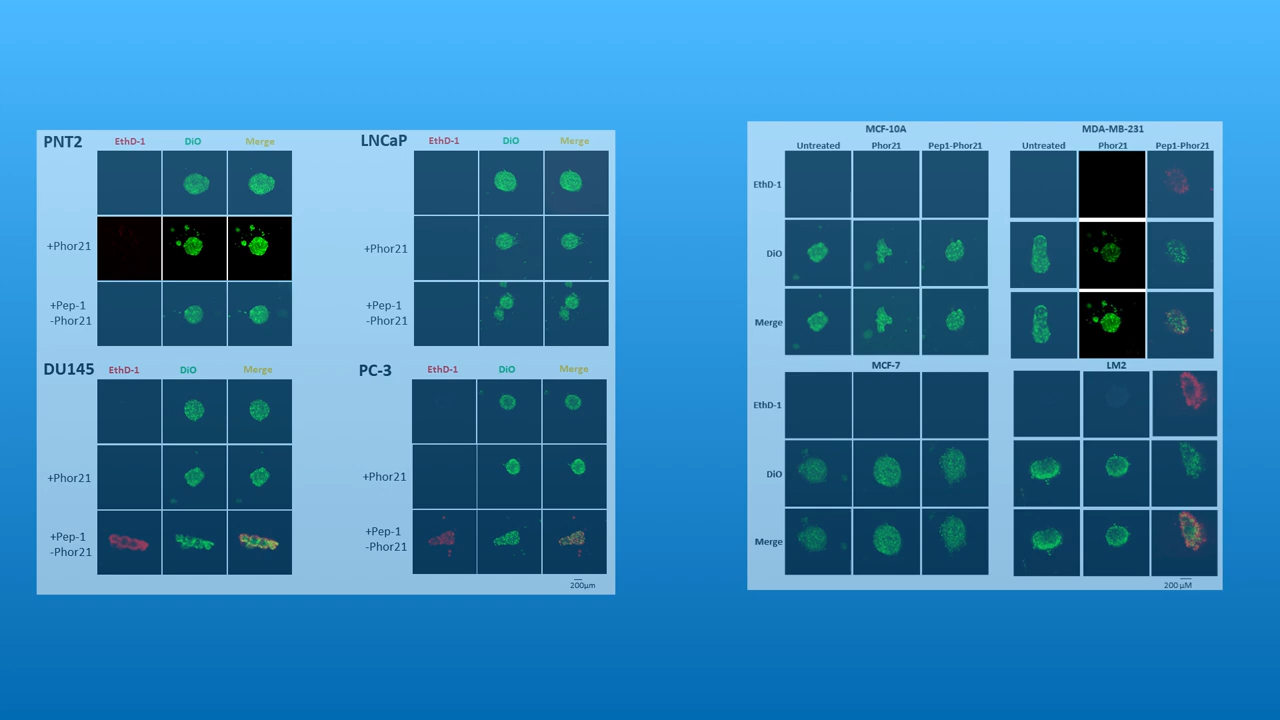 PNT2 EthD-1 DiO Merge
+Phor21
+Pep-1
-Phor21
LNCaP EthD-1 DiO Merge
+Phor21
+Pep-1
-Phor21
DU145 EthD-1 DiO Merge
+Phor21
+Pep-1
-Phor21
PC-3 EthD-1 DiO Merge
+Phor21
+Pep-1
-Phor21
200µm
MCF-10A
Untreated Phor21 Pep1-Phor21
EthD-1
DiO
Merge
MDA-MB-231
Untreated Phor21 Pep1-Phor21
MCF-7
EthD-1
DiO
Merge
LM2
200 µM